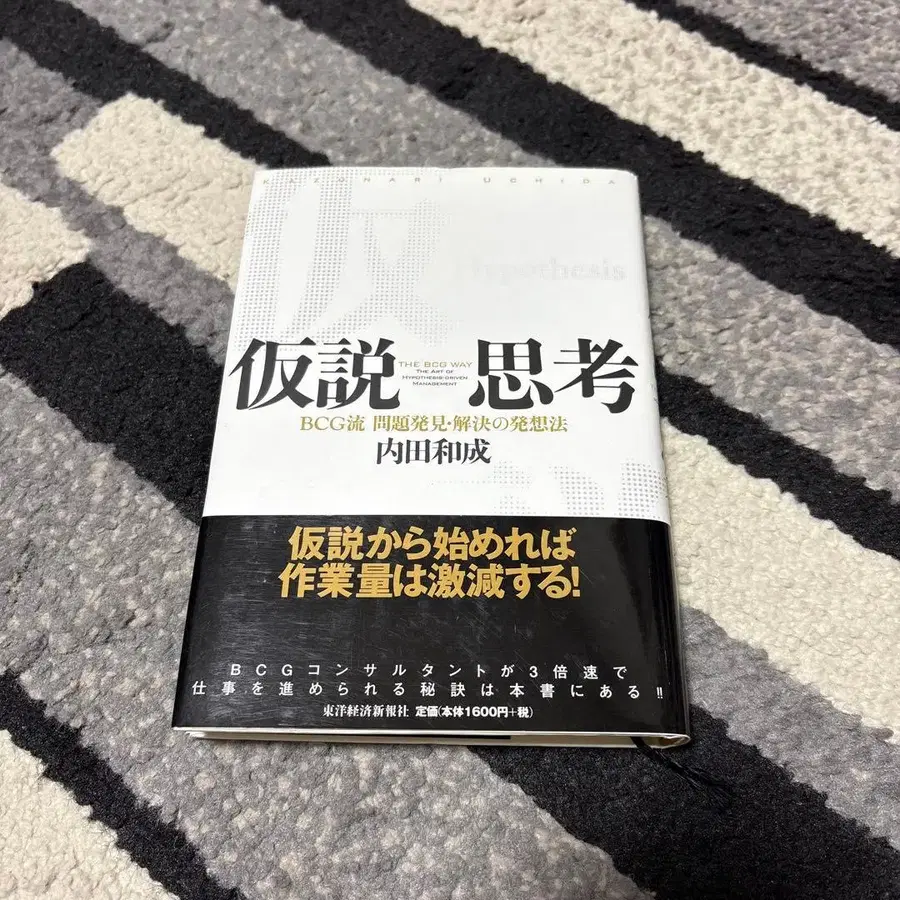 KAZUNARI UCHIDA
仮
Hypothesis
仮説 思考
THE BCG WAY
THE ART OF
HYPOTHESIS-DRIVEN
MANAGEMENT
BCG流 問題発見・解決の発想法
内田和成
仮説から始めれば
作業量は激減する!
BCGコンサルタントが3倍速で
仕事を進められる秘訣は本書にある!!
東洋経済新報社 定価(本体1600円+税)